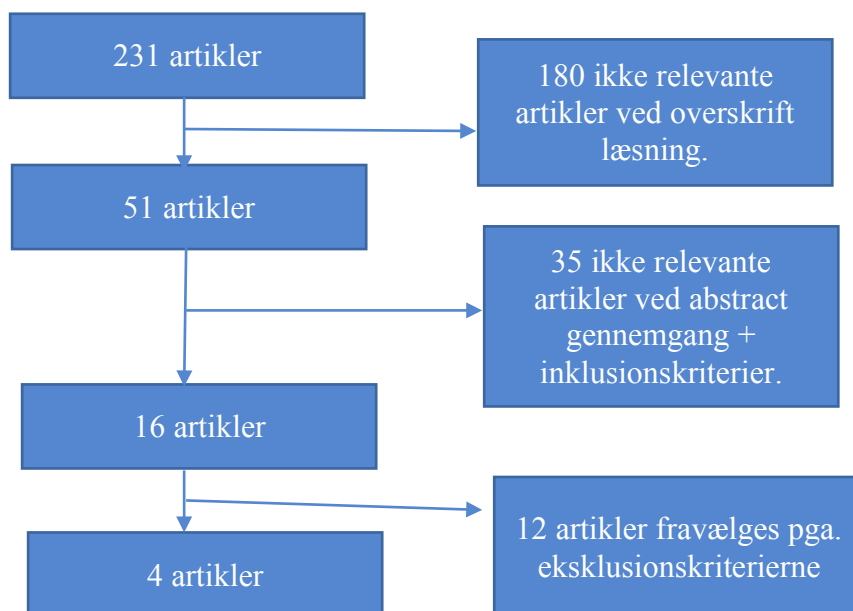 231 artikler
180 ikke relevante
artikler ved overskrift
læsning.
51 artikler
35 ikke relevante
artikler ved abstract
gennemgang +
inklusionskriterier.
16 artikler
12 artikler fravælges pga.
eksklusionskriterierne
4 artikler